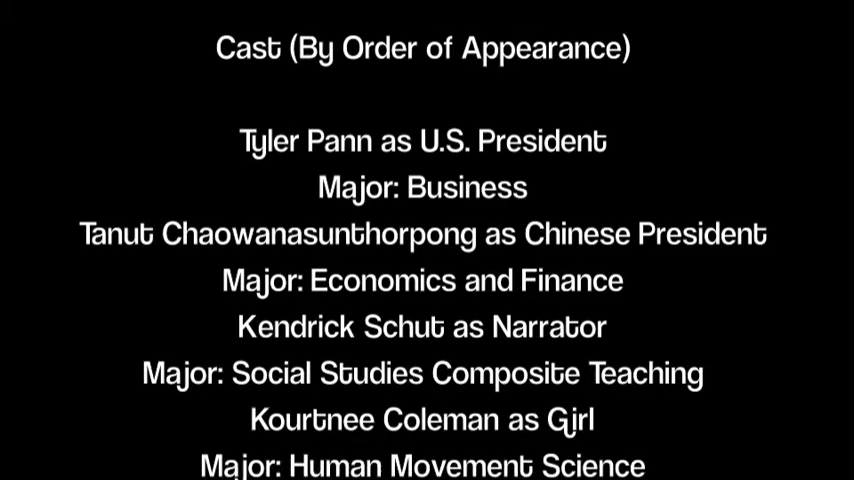 Cast (By Order of Appearance)
Tyler Pann as U.S. President
Major: Business
Tanut Chaowanasunthorpong as Chinese President
Major: Economics and Finance
Kendrick Schut as Narrator
Major: Social Studies Composite Teaching
Kourtnee Coleman as Girl
Major: Human Movement Science